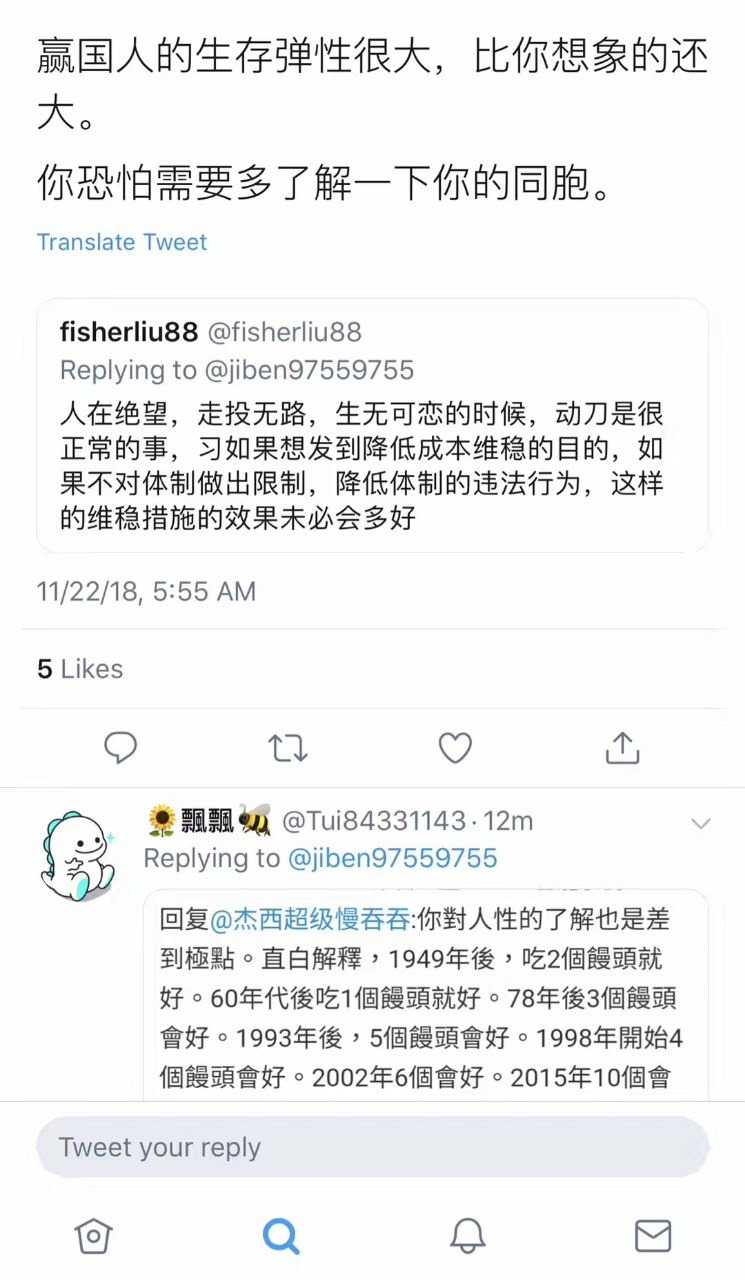 赢国人的生存弹性很大，比你想象的还
大。
你恐怕需要多了解一下你的同胞。
Translate Tweet
fisherliu88 @fisherliu88
Replying to @jiben97559755
人在绝望，走投无路，生无可恋的时候，动刀是很
正常的事，习如果想发到降低成本维稳的目的，如
果不对体制做出限制，降低体制的违法行为，这样
的维稳措施的效果未必会多好
11/22/18, 5:55 AM
5 Likes
🌻飄飄🐝 @Tui84331143 · 12m
Replying to @jiben97559755
回复@杰西超级慢吞吞:你對人性的了解也是差
到極點。直白解釋，1949年後，吃2個饅頭就
好。60年代後吃1個饅頭就好。78年後3個饅頭
會好。1993年後，5個饅頭會好。1998年開始4
個饅頭會好。2002年6個會好。2015年10個會
Tweet your reply